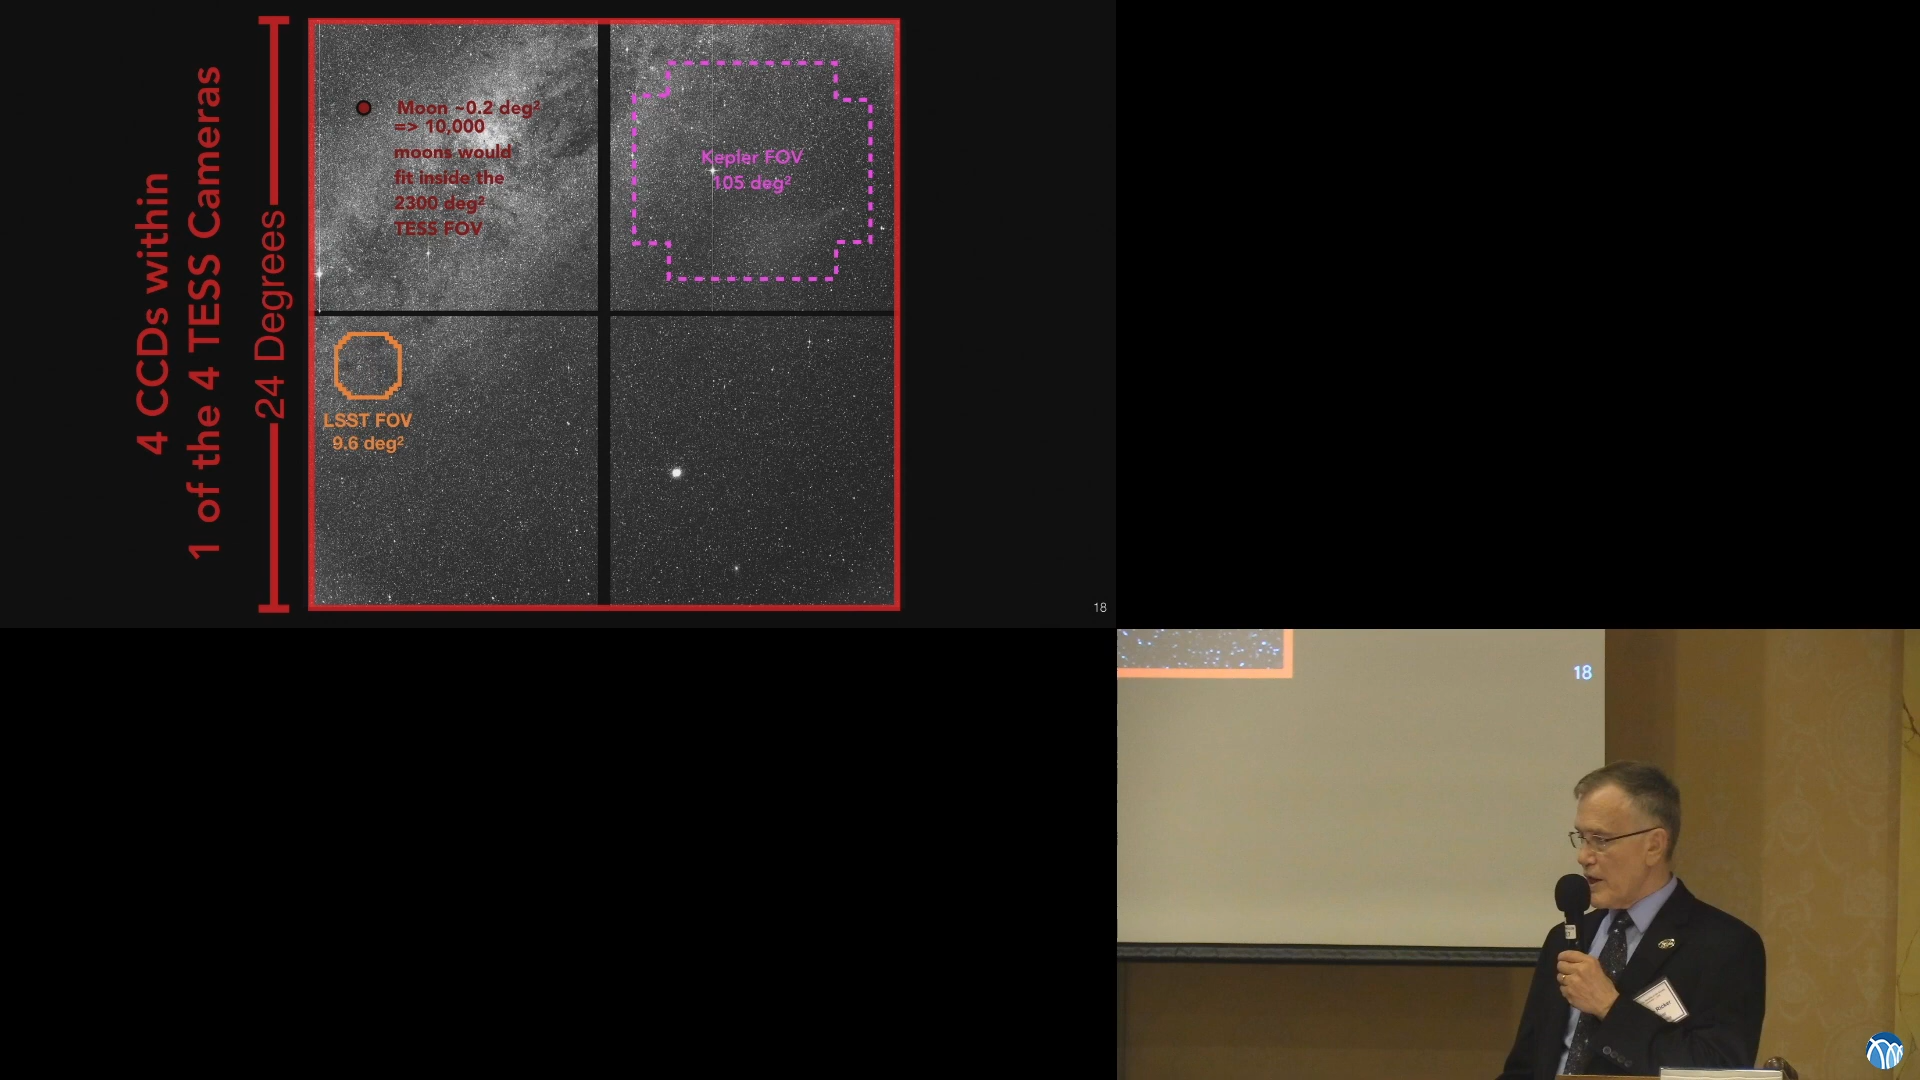 4 CCDs within
1 of the 4 TESS Cameras
24 Degrees
Moon ~0.2 deg²
=> 10,000
moons would
fit inside the
2300 deg²
TESS FOV
Kepler FOV
105 deg²
LSST FOV
9.6 deg²
18
18
Ricker